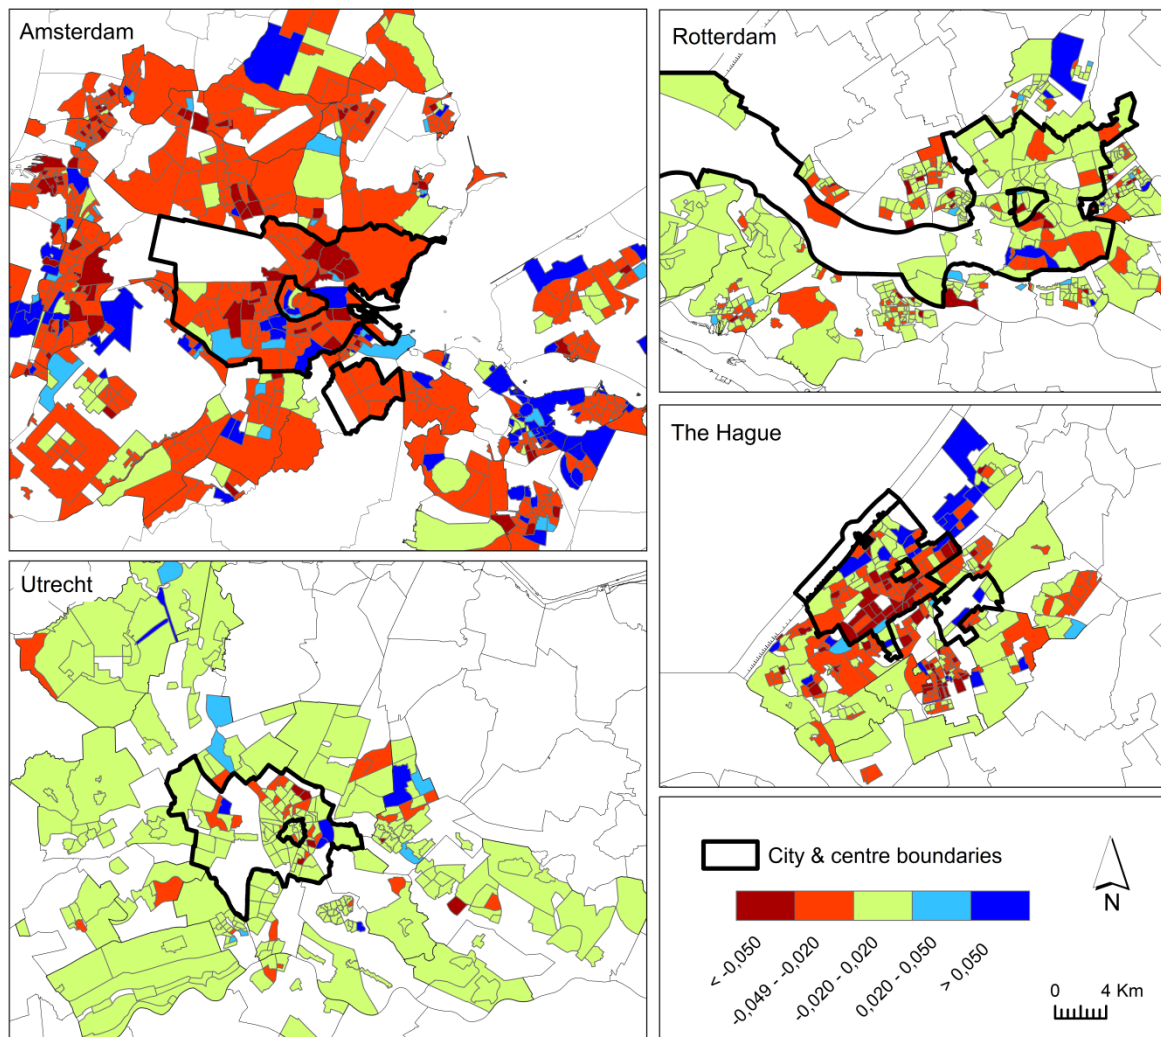 Amsterdam
Rotterdam
The Hague
Utrecht
City & centre boundaries
N
< -0,050
-0,049 - -0,020
-0,020 - 0,020
0,020 - 0,050
> 0,050
0 4 Km